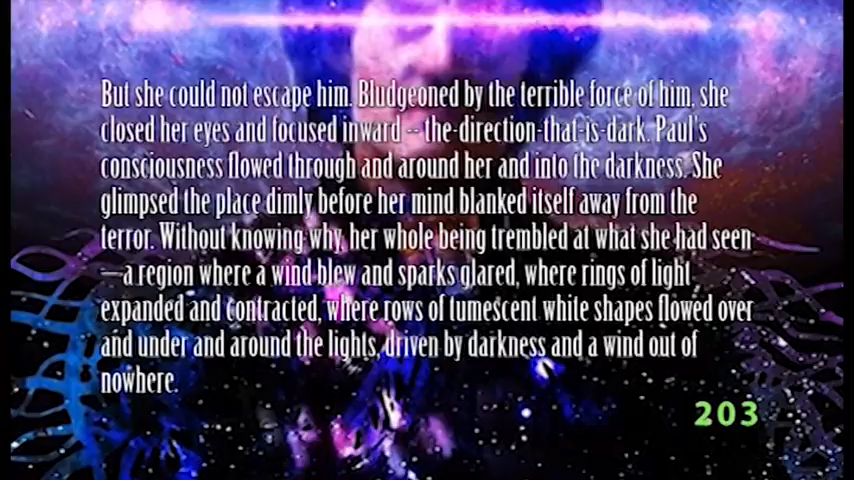 But she could not escape him. Bludgeoned by the terrible force of him, she
closed her eyes and focused inward -- the-direction-that-is-dark. Paul's
consciousness flowed through and around her and into the darkness. She
glimpsed the place dimly before her mind blanked itself away from the
terror. Without knowing why, her whole being trembled at what she had seen
—a region where a wind blew and sparks glared, where rings of light
expanded and contracted, where rows of tumescent white shapes flowed over
and under and around the lights, driven by darkness and a wind out of
nowhere.
203